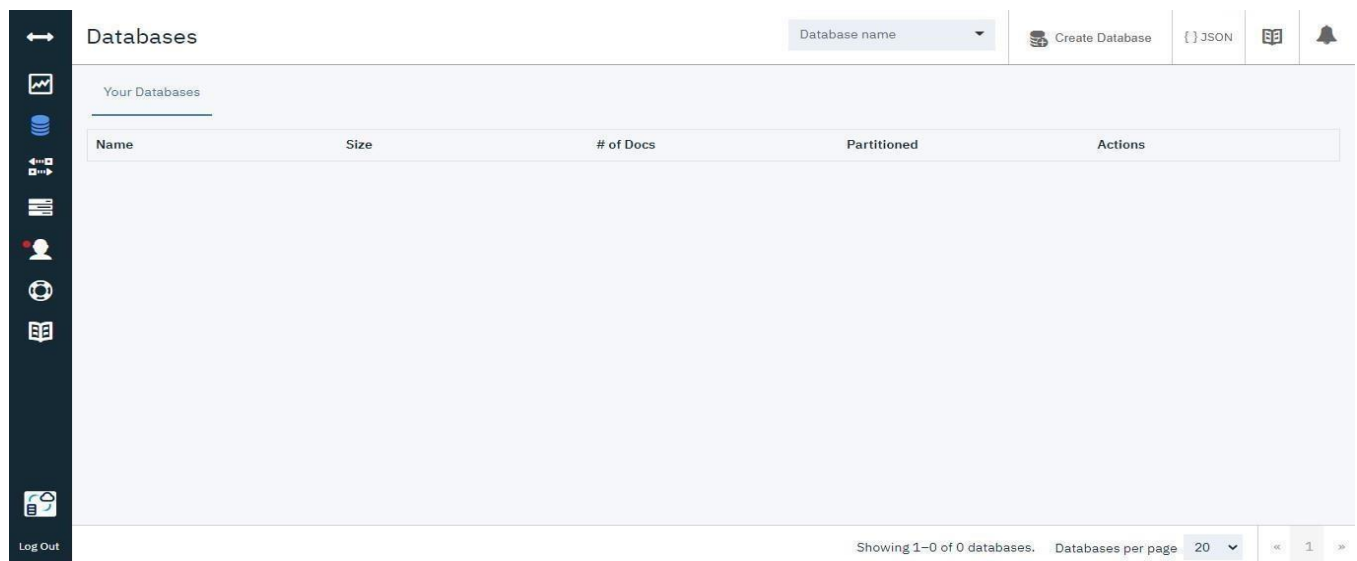 Databases
Database name
Create Database
{ } JSON
Your Databases
Name Size # of Docs Partitioned Actions
Log Out
Showing 1–0 of 0 databases. Databases per page 20 « 1 »